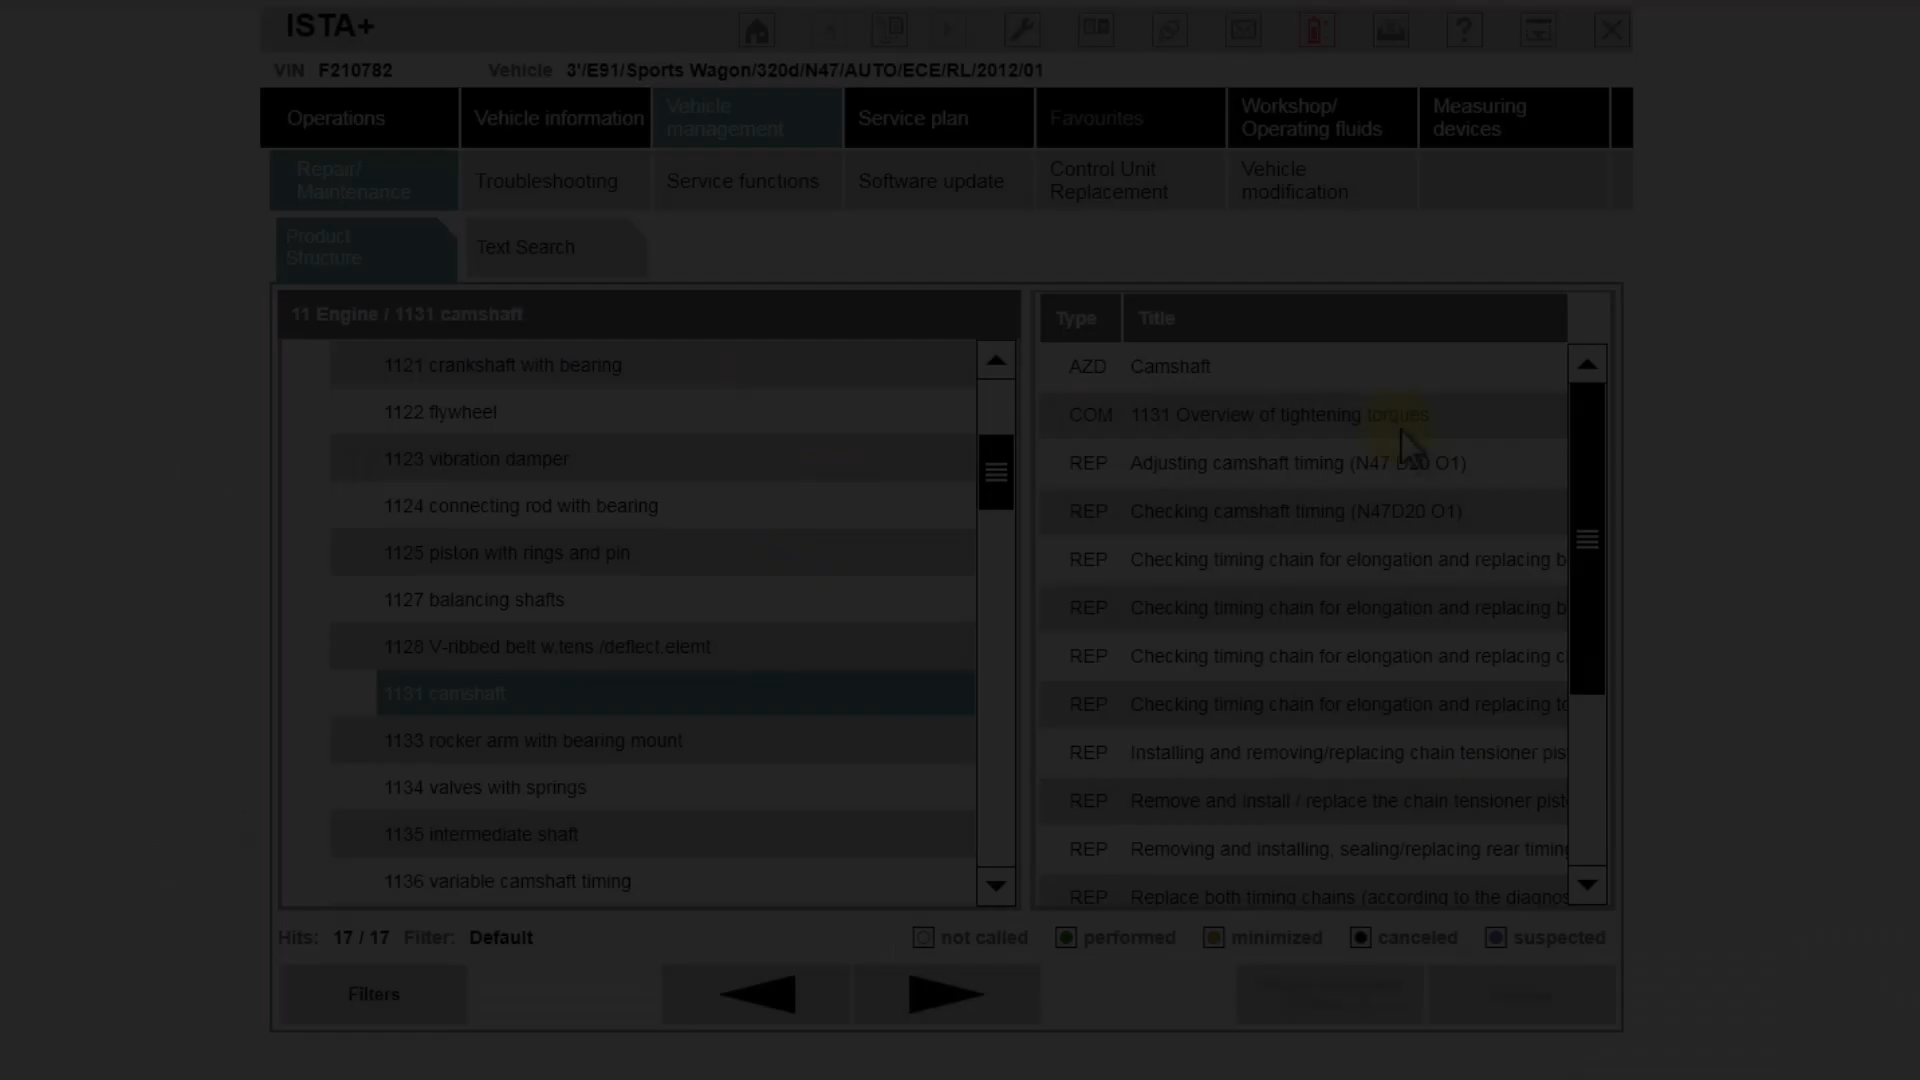 ISTA+
VIN F210782 Vehicle 3'/E91/Sports Wagon/320d/N47/AUTO/ECE/RL/2012/01
Operations
Vehicle information
Vehicle
management
Service plan
Favourites
Workshop/
Operating fluids
Measuring
devices
Repair/
Maintenance
Troubleshooting
Service functions
Software update
Control Unit
Replacement
Vehicle
modification
Product
Structure
Text Search
11 Engine / 1131 camshaft
1121 crankshaft with bearing
1122 flywheel
1123 vibration damper
1124 connecting rod with bearing
1125 piston with rings and pin
1127 balancing shafts
1128 V-ribbed belt w.tens./deflect.elemt
1131 camshaft
1133 rocker arm with bearing mount
1134 valves with springs
1135 intermediate shaft
1136 variable camshaft timing
Type Title
AZD Camshaft
COM 1131 Overview of tightening torques
REP Adjusting camshaft timing (N47 D20 O1)
REP Checking camshaft timing (N47D20 O1)
REP Checking timing chain for elongation and replacing b
REP Checking timing chain for elongation and replacing b
REP Checking timing chain for elongation and replacing c
REP Checking timing chain for elongation and replacing to
REP Installing and removing/replacing chain tensioner pis
REP Remove and install / replace the chain tensioner pist
REP Removing and installing, sealing/replacing rear timing
REP Replace both timing chains (according to the diagnos
Hits: 17 / 17 Filter: Default
not called performed minimized canceled suspected
Filters